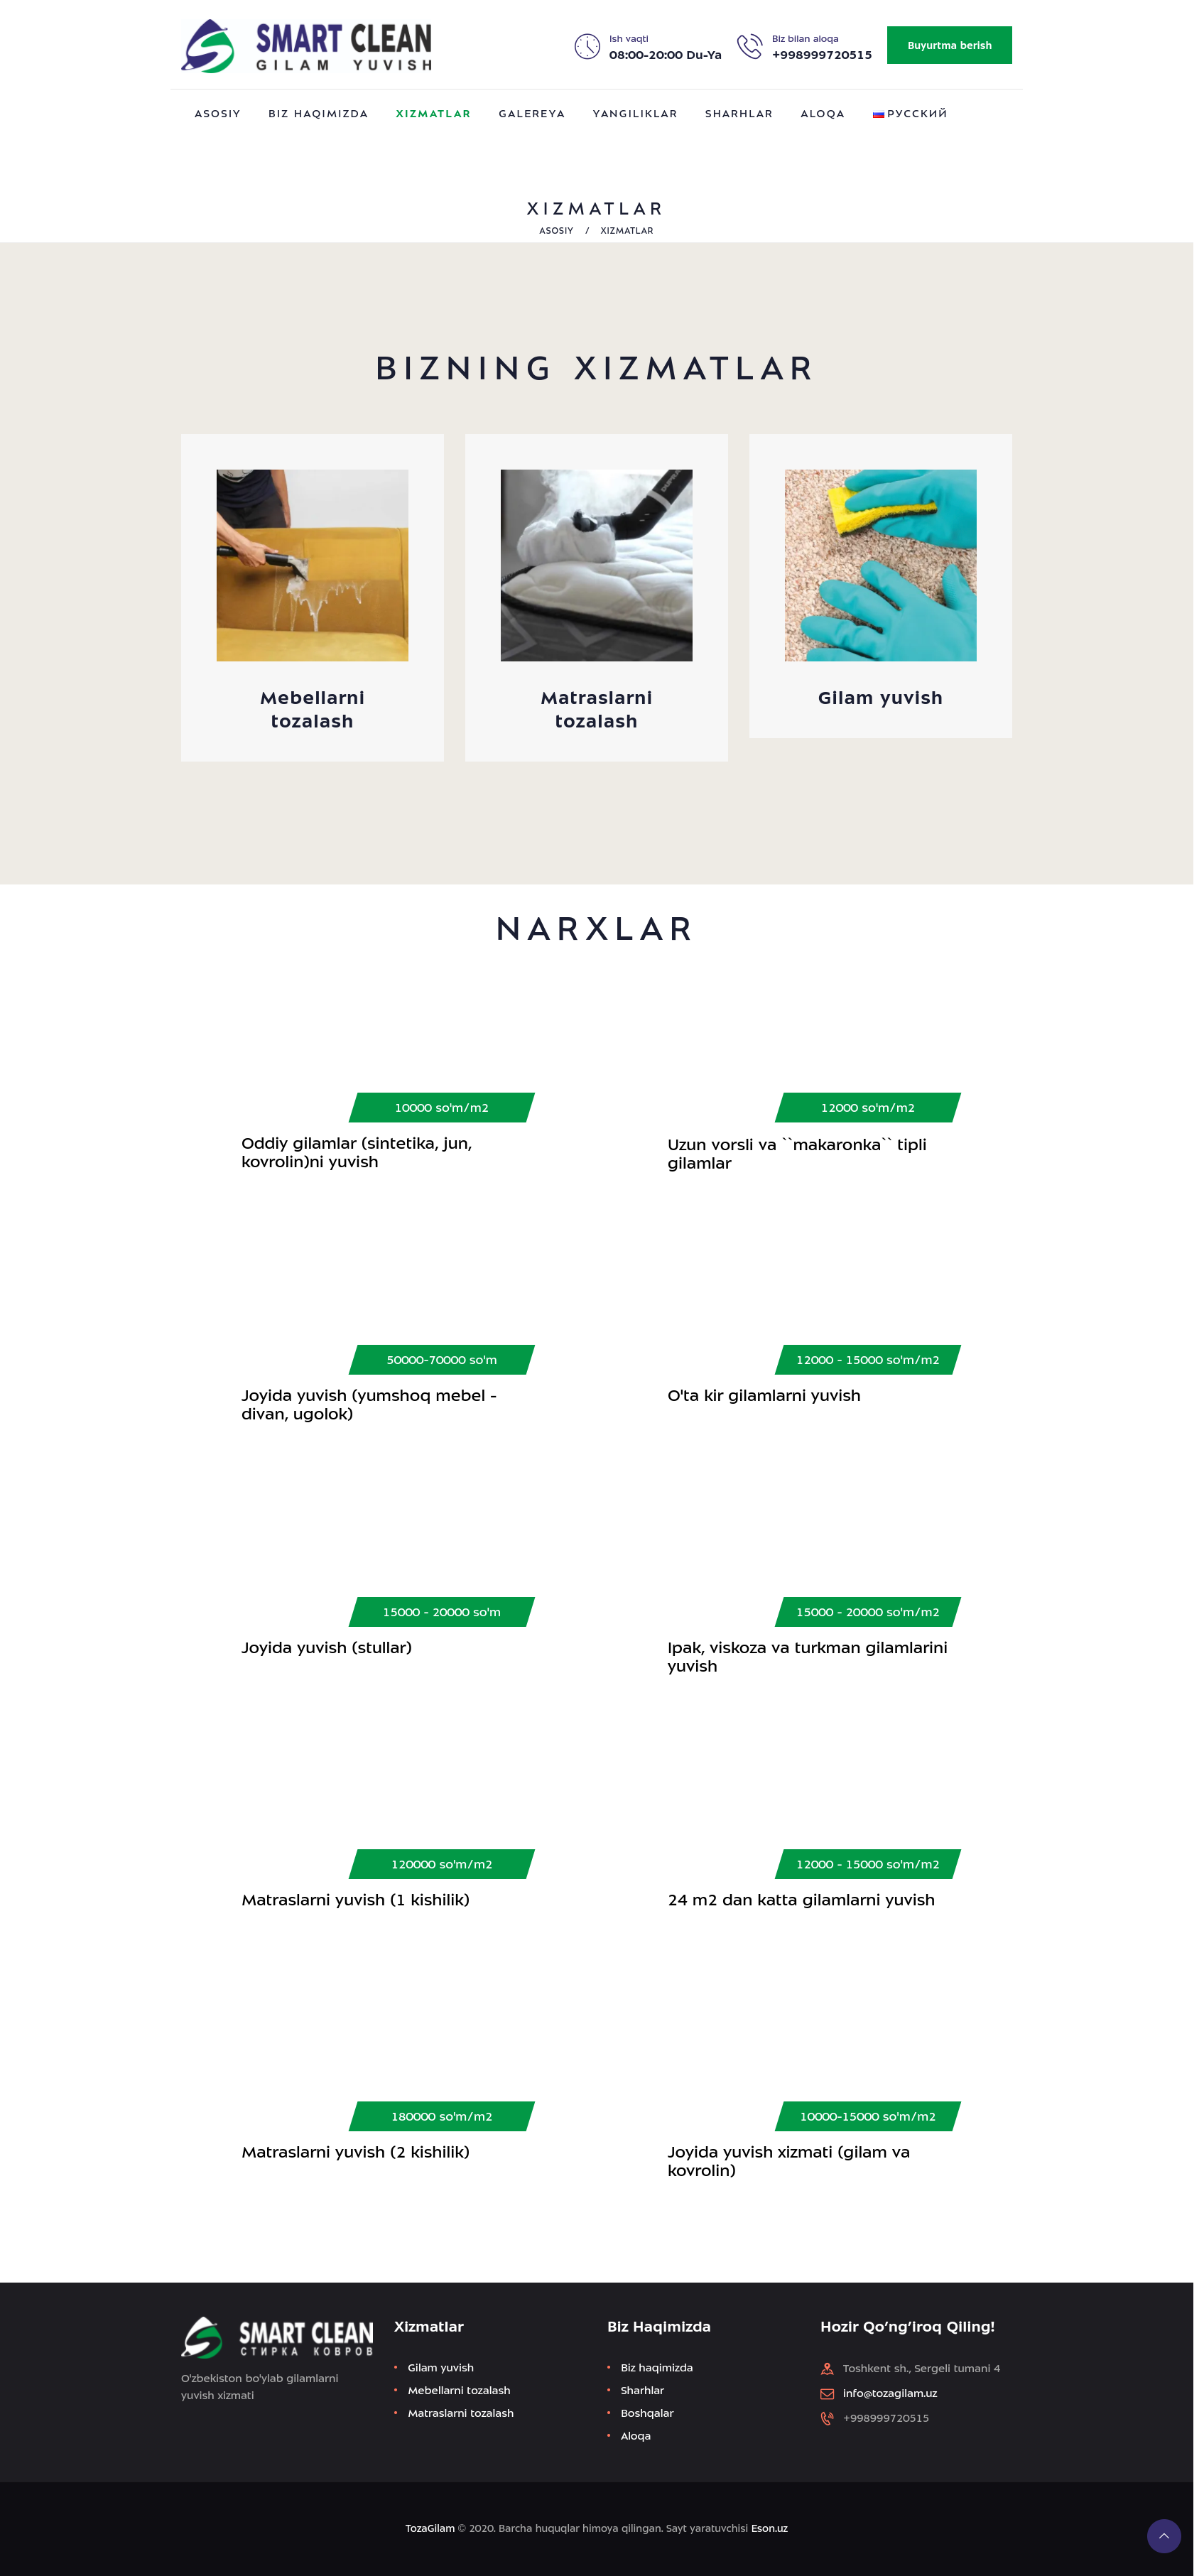 SMART CLEAN
GILAM YUVISH
Ish vaqti
08:00-20:00 Du-Ya
Biz bilan aloqa
+998999720515
Buyurtma berish
ASOSIY BIZ HAQIMIZDA XIZMATLAR GALEREYA YANGILIKLAR SHARHLAR ALOQA РУССКИЙ
XIZMATLAR
ASOSIY / XIZMATLAR
BIZNING XIZMATLAR
Mebellarni
tozalash
Matraslarni
tozalash
Gilam yuvish
NARXLAR
10000 so'm/m2
Oddiy gilamlar (sintetika, jun,
kovrolin)ni yuvish
12000 so'm/m2
Uzun vorsli va ``makaronka`` tipli
gilamlar
50000-70000 so'm
Joyida yuvish (yumshoq mebel -
divan, ugolok)
12000 - 15000 so'm/m2
O'ta kir gilamlarni yuvish
15000 - 20000 so'm
Joyida yuvish (stullar)
15000 - 20000 so'm/m2
Ipak, viskoza va turkman gilamlarini
yuvish
120000 so'm/m2
Matraslarni yuvish (1 kishilik)
12000 - 15000 so'm/m2
24 m2 dan katta gilamlarni yuvish
180000 so'm/m2
Matraslarni yuvish (2 kishilik)
10000-15000 so'm/m2
Joyida yuvish xizmati (gilam va
kovrolin)
SMART CLEAN
СТИРКА КОВРОВ
O'zbekiston bo'ylab gilamlarni
yuvish xizmati
Xizmatlar
Gilam yuvish
Mebellarni tozalash
Matraslarni tozalash
Biz Haqimizda
Biz haqimizda
Sharhlar
Boshqalar
Aloqa
Hozir Qo’ng’iroq Qiling!
Toshkent sh., Sergeli tumani 4
info@tozagilam.uz
+998999720515
TozaGilam © 2020. Barcha huquqlar himoya qilingan. Sayt yaratuvchisi Eson.uz